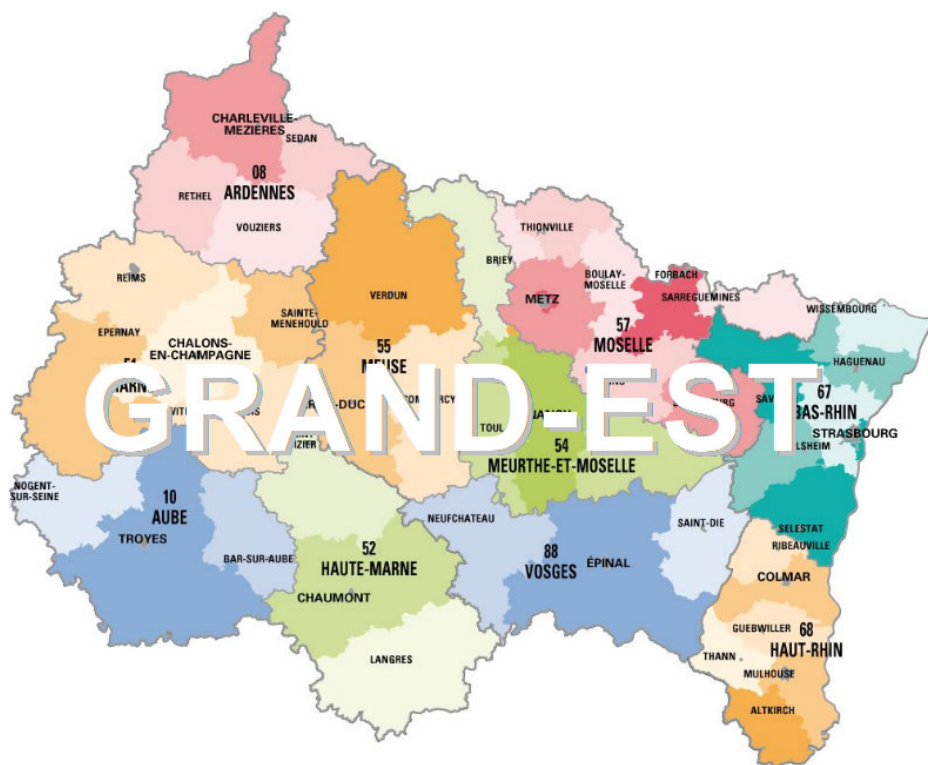 CHARLEVILLE-
MEZIÈRES
SEDAN
08
ARDENNES
RETHEL
VOUZIERS
REIMS
THIONVILLE
BRIEY
BOULAY-
MOSELLE
FORBACH
METZ
SARREGUEMINES
WISSEMBOURG
VERDUN
EPERNAY
SAINTE-
MENEHOULD
CHALONS-
EN-CHAMPAGNE
57
MOSELLE
55
MEUSE
HAGUENAU
67
BAS-RHIN
GRAND-EST
TOUL
STRASBOURG
54
MEURTHE-ET-MOSELLE
NOGENT-
SUR-SEINE
10
AUBE
TROYES
BAR-SUR-AUBE
NEUFCHATEAU
SAINT-DIE
SELESTAT
RIBEAUVILLE
52
HAUTE-MARNE
88
VOSGES
ÉPINAL
COLMAR
CHAUMONT
GUEBWILLER
68
HAUT-RHIN
LANGRES
THANN
MULHOUSE
ALTKIRCH